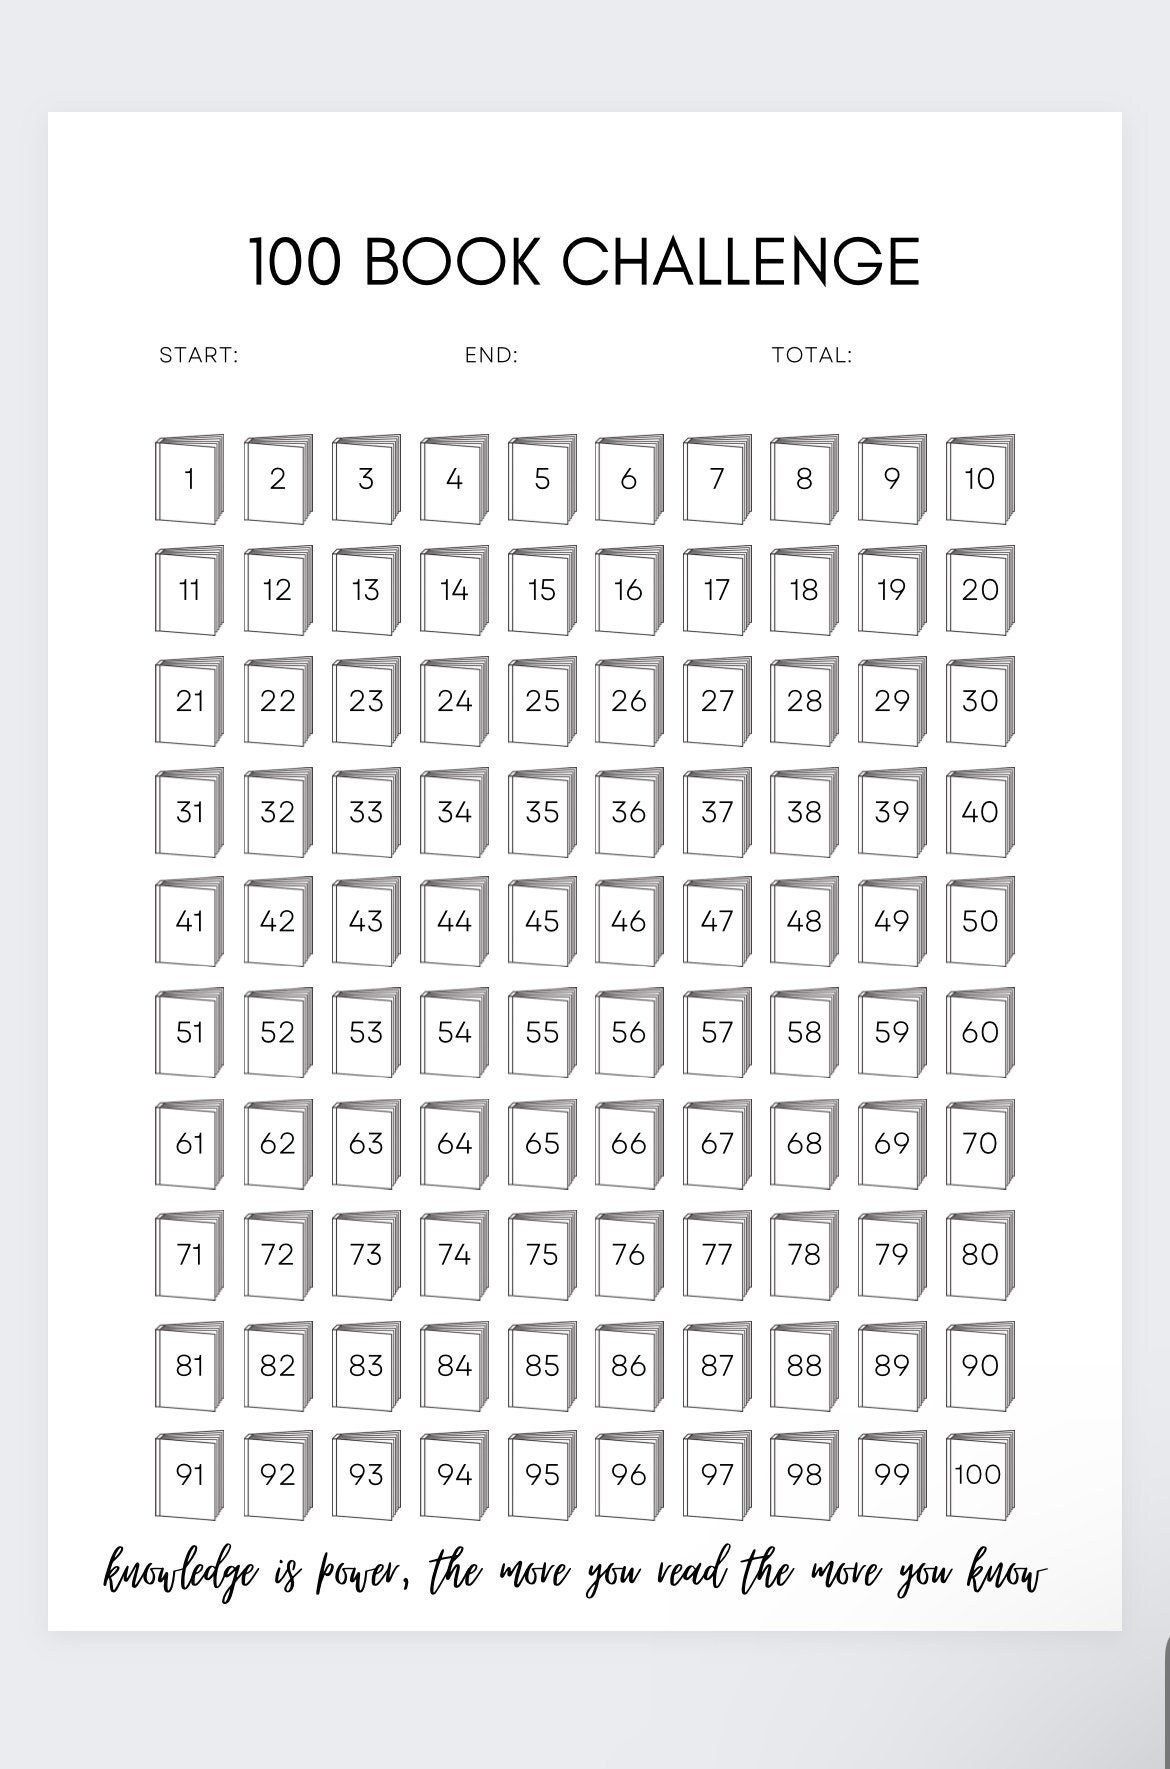 100 BOOK CHALLENGE
START: END: TOTAL:
1 2 3 4 5 6 7 8 9 10
11 12 13 14 15 16 17 18 19 20
21 22 23 24 25 26 27 28 29 30
31 32 33 34 35 36 37 38 39 40
41 42 43 44 45 46 47 48 49 50
51 52 53 54 55 56 57 58 59 60
61 62 63 64 65 66 67 68 69 70
71 72 73 74 75 76 77 78 79 80
81 82 83 84 85 86 87 88 89 90
91 92 93 94 95 96 97 98 99 100
knowledge is power, the more you read the more you know